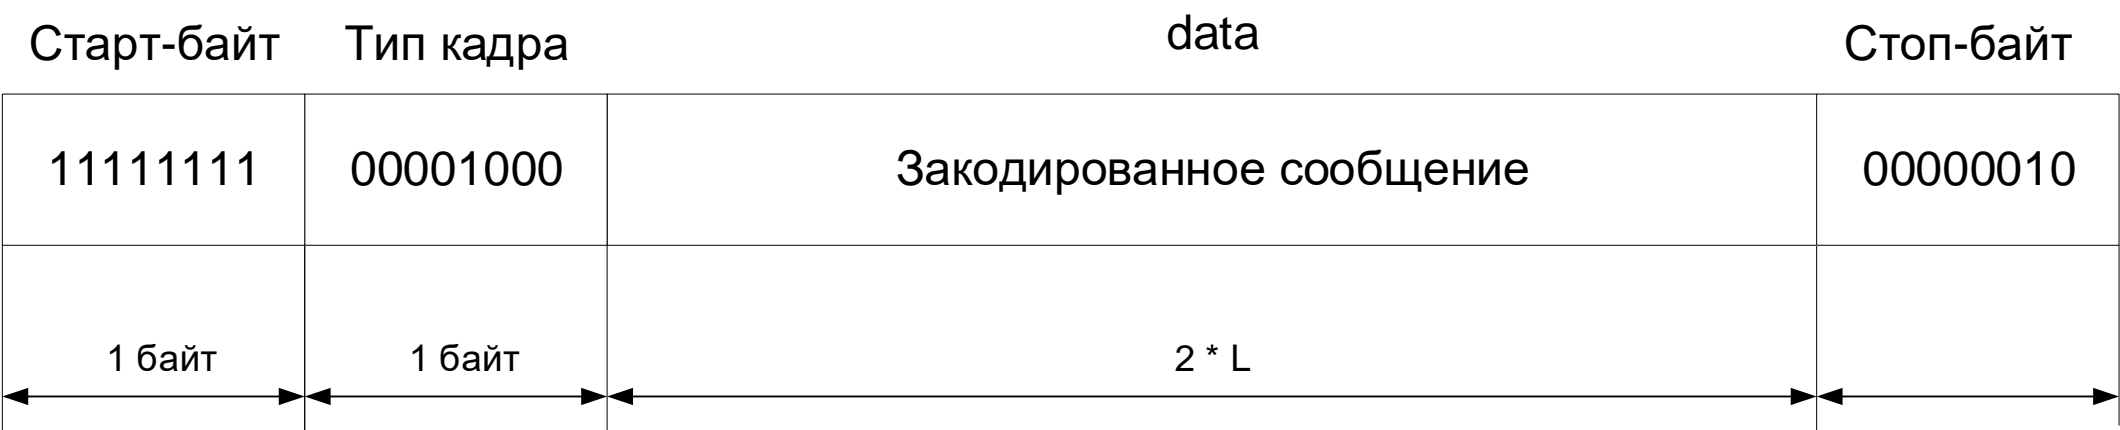 Старт-байт Тип кадра data Стоп-байт
11111111 00001000 Закодированное сообщение 00000010
1 байт 1 байт 2 * L